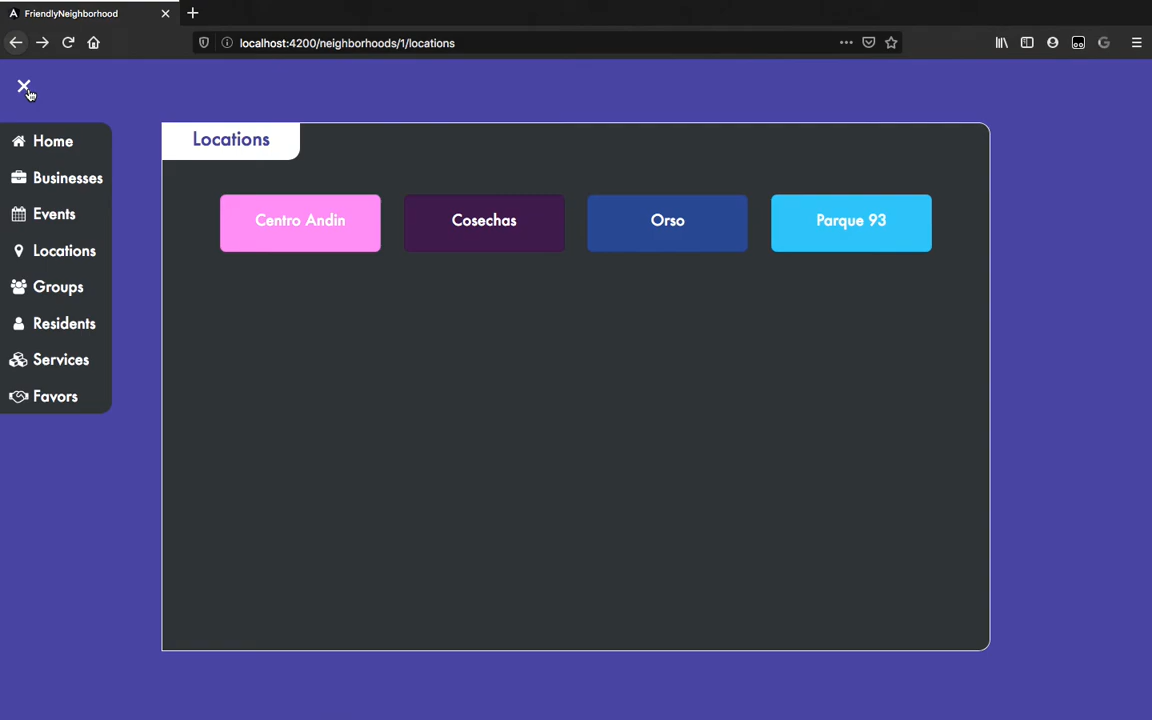 FriendlyNeighborhood
localhost:4200/neighborhoods/1/locations
Home
Businesses
Events
Locations
Groups
Residents
Services
Favors
Locations
Centro Andin
Cosechas
Orso
Parque 93